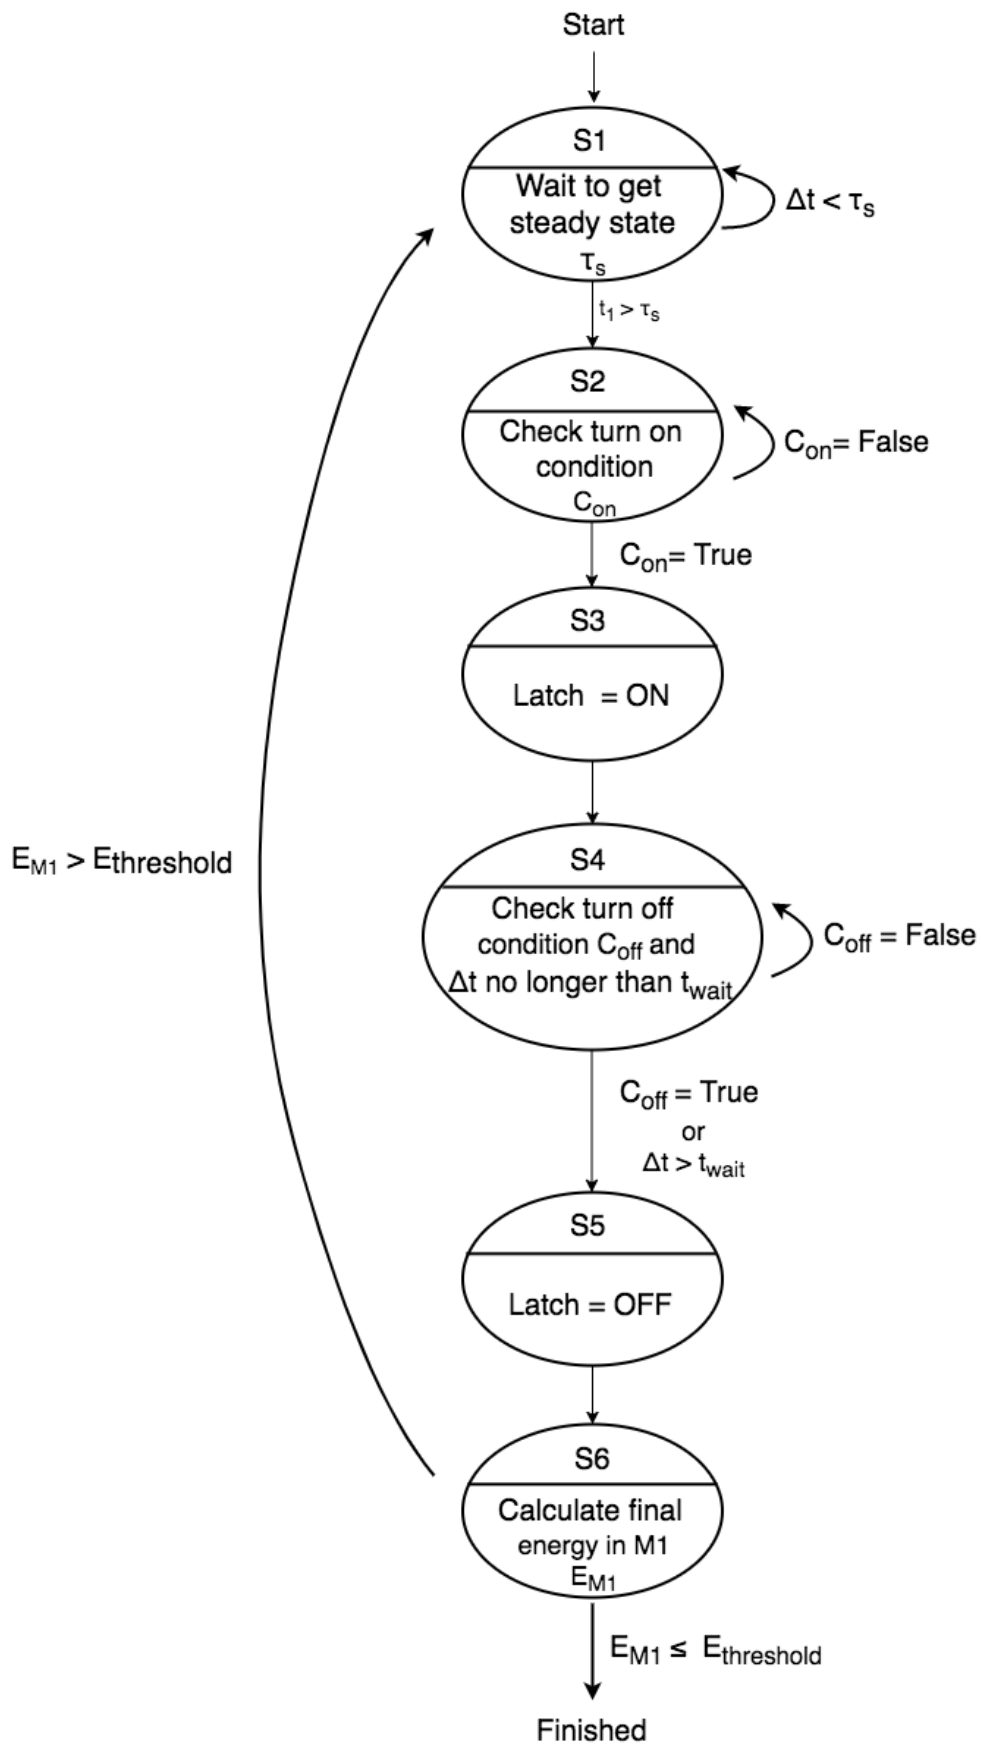 Start
S1
Wait to get
steady state
τs
Δt < τs
t1 > τs
S2
Check turn on
condition
Con
Con= False
Con= True
S3
Latch = ON
EM1 > Ethreshold
S4
Check turn off
condition Coff and
Δt no longer than twait
Coff = False
Coff = True
or
Δt > twait
S5
Latch = OFF
S6
Calculate final
energy in M1
EM1
EM1 ≤ Ethreshold
Finished